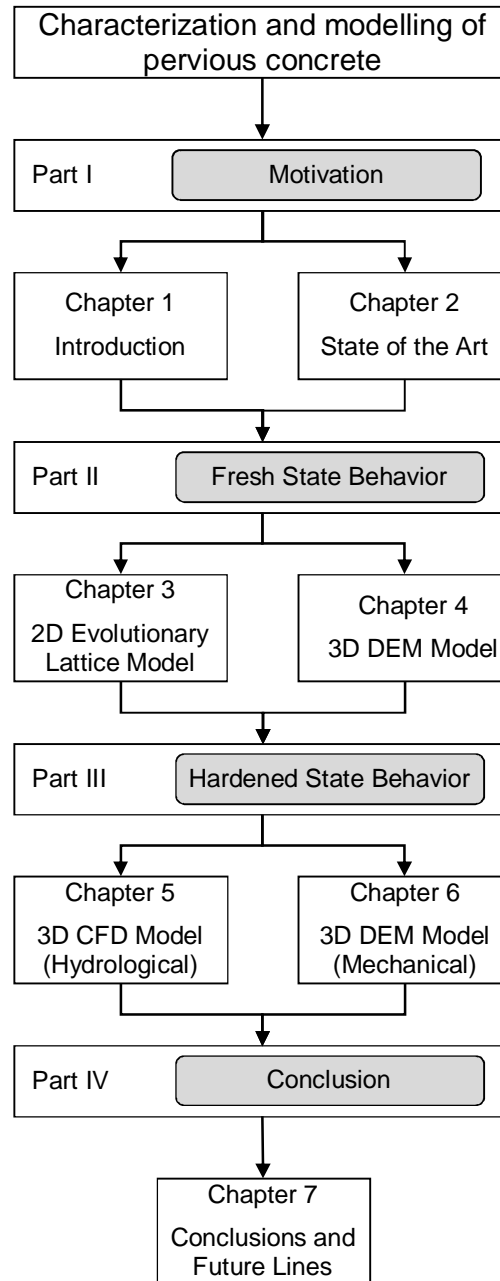 Characterization and modelling of
pervious concrete
Part I
Motivation
Chapter 1
Introduction
Chapter 2
State of the Art
Part II
Fresh State Behavior
Chapter 3
2D Evolutionary
Lattice Model
Chapter 4
3D DEM Model
Part III
Hardened State Behavior
Chapter 5
3D CFD Model
(Hydrological)
Chapter 6
3D DEM Model
(Mechanical)
Part IV
Conclusion
Chapter 7
Conclusions and
Future Lines